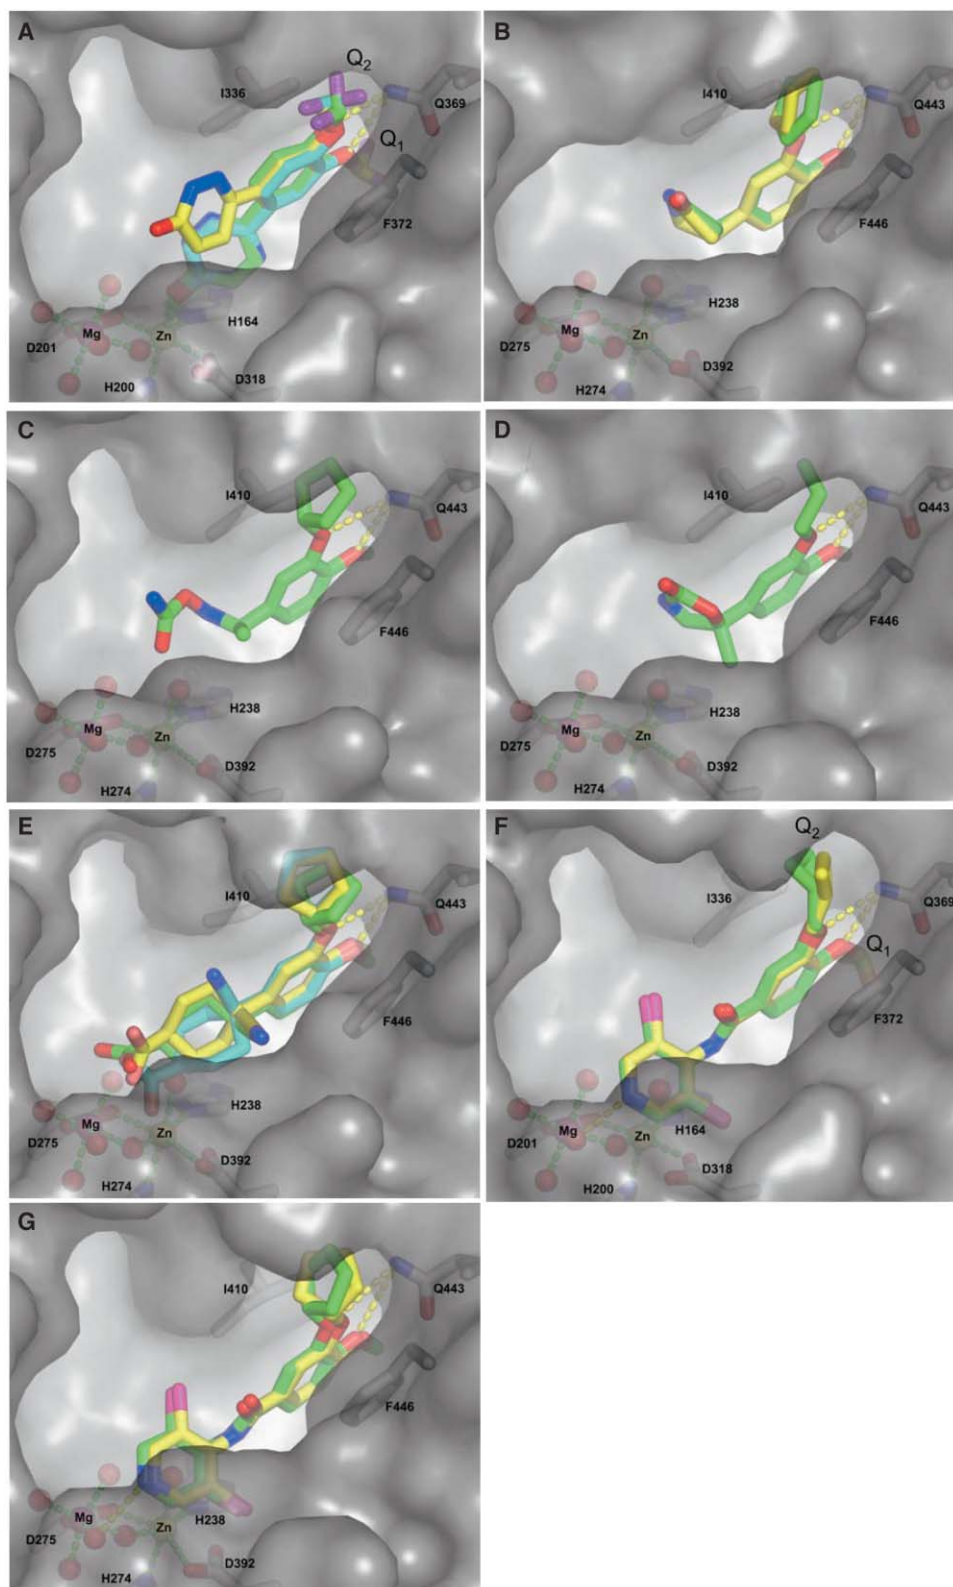 A
Q2
I336
Q369
Q1
F372
H164
Mg
Zn
D201
H200
D318
B
I410
Q443
F446
H238
Mg
Zn
D275
H274
D392
C
I410
Q443
F446
H238
Mg
Zn
D275
H274
D392
D
I410
Q443
F446
H238
Mg
Zn
D275
H274
D392
E
I410
Q443
F446
H238
Mg
Zn
D275
H274
D392
F
Q2
I336
Q369
Q1
F372
H164
Mg
Zn
D201
H200
D318
G
I410
Q443
F446
H238
Mg
Zn
D275
H274
D392